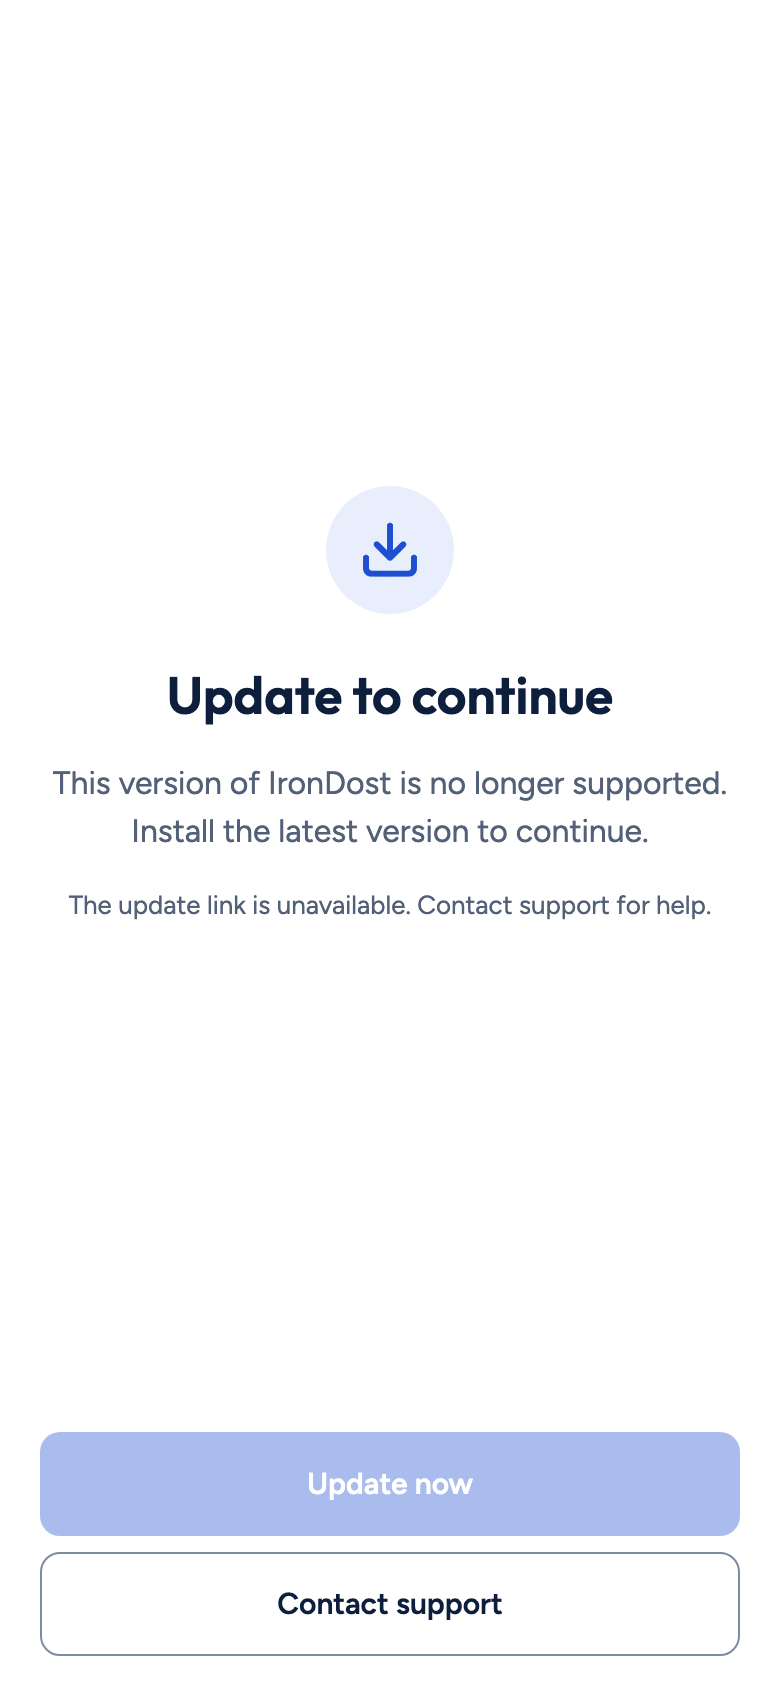 Update to continue
This version of IronDost is no longer supported.
Install the latest version to continue.
The update link is unavailable. Contact support for help.
Update now
Contact support